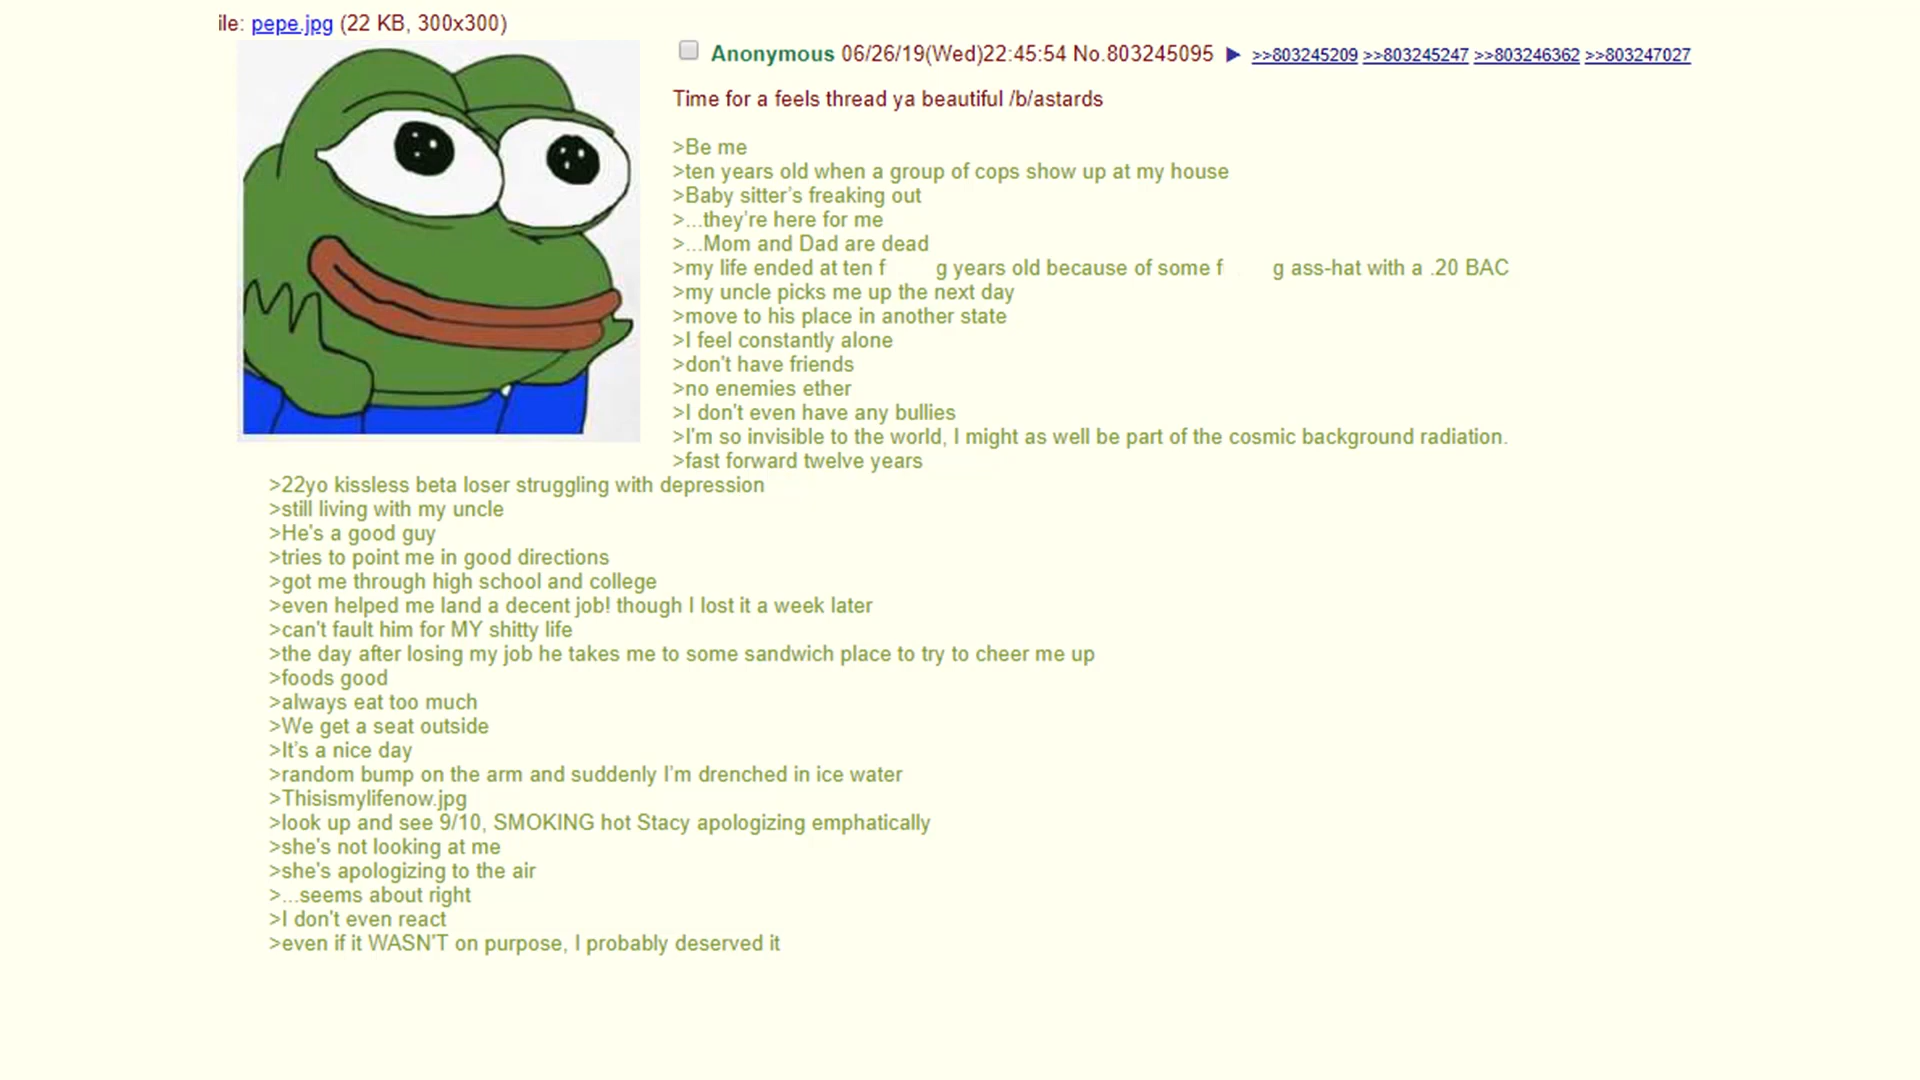 ile: pepe.jpg (22 KB, 300x300)
Anonymous 06/26/19(Wed)22:45:54 No.803245095 ▶ >>803245209 >>803245247 >>803246362 >>803247027
Time for a feels thread ya beautiful /b/astards
>Be me
>ten years old when a group of cops show up at my house
>Baby sitter’s freaking out
>...they're here for me
>...Mom and Dad are dead
>my life ended at ten f g years old because of some f g ass-hat with a .20 BAC
>my uncle picks me up the next day
>move to his place in another state
>I feel constantly alone
>don't have friends
>no enemies ether
>I don't even have any bullies
>I'm so invisible to the world, I might as well be part of the cosmic background radiation.
>fast forward twelve years
>22yo kissless beta loser struggling with depression
>still living with my uncle
>He's a good guy
>tries to point me in good directions
>got me through high school and college
>even helped me land a decent job! though I lost it a week later
>can't fault him for MY shitty life
>the day after losing my job he takes me to some sandwich place to try to cheer me up
>foods good
>always eat too much
>We get a seat outside
>It’s a nice day
>random bump on the arm and suddenly I’m drenched in ice water
>Thisismylifenow.jpg
>look up and see 9/10, SMOKING hot Stacy apologizing emphatically
>she's not looking at me
>she's apologizing to the air
>...seems about right
>I don't even react
>even if it WASN'T on purpose, I probably deserved it